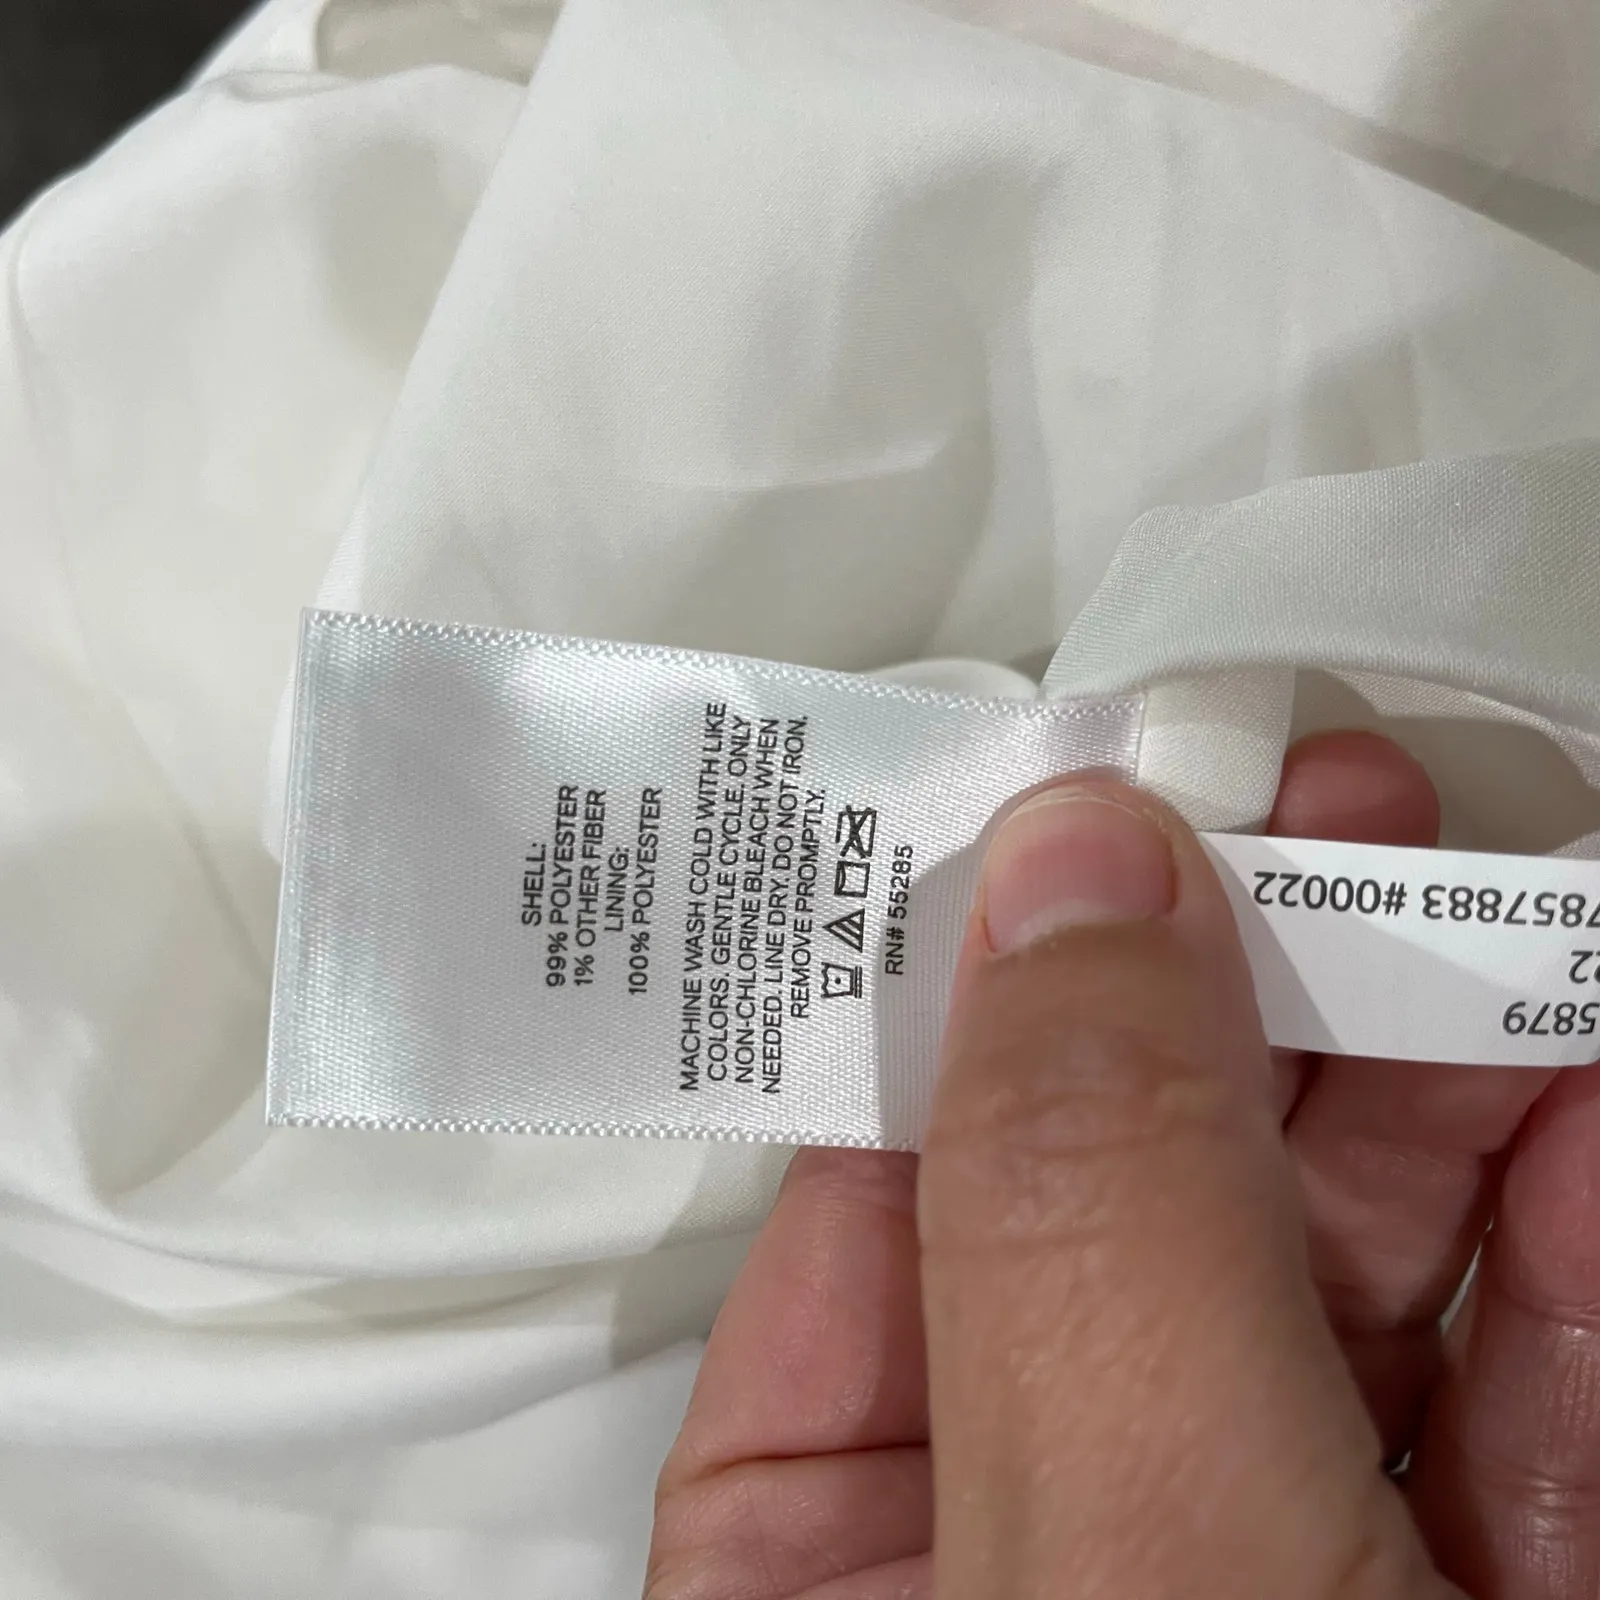 SHELL:
99% POLYESTER
1% OTHER FIBER
LINING:
100% POLYESTER
MACHINE WASH COLD WITH LIKE
COLORS. GENTLE CYCLE. ONLY
NON-CHLORINE BLEACH WHEN
NEEDED. LINE DRY. DO NOT IRON.
REMOVE PROMPTLY.
RN# 55285
7857883 #00022
22
5879